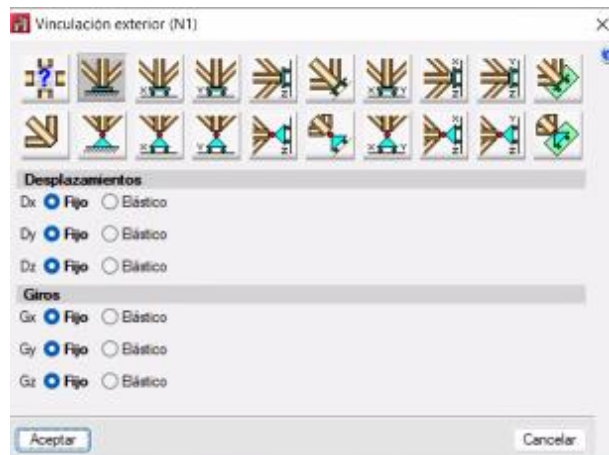 Vinculación exterior (N1)
Desplazamientos
Dx Fijo Elástico
Dy Fijo Elástico
Dz Fijo Elástico
Giros
Gx Fijo Elástico
Gy Fijo Elástico
Gz Fijo Elástico
Aceptar Cancelar